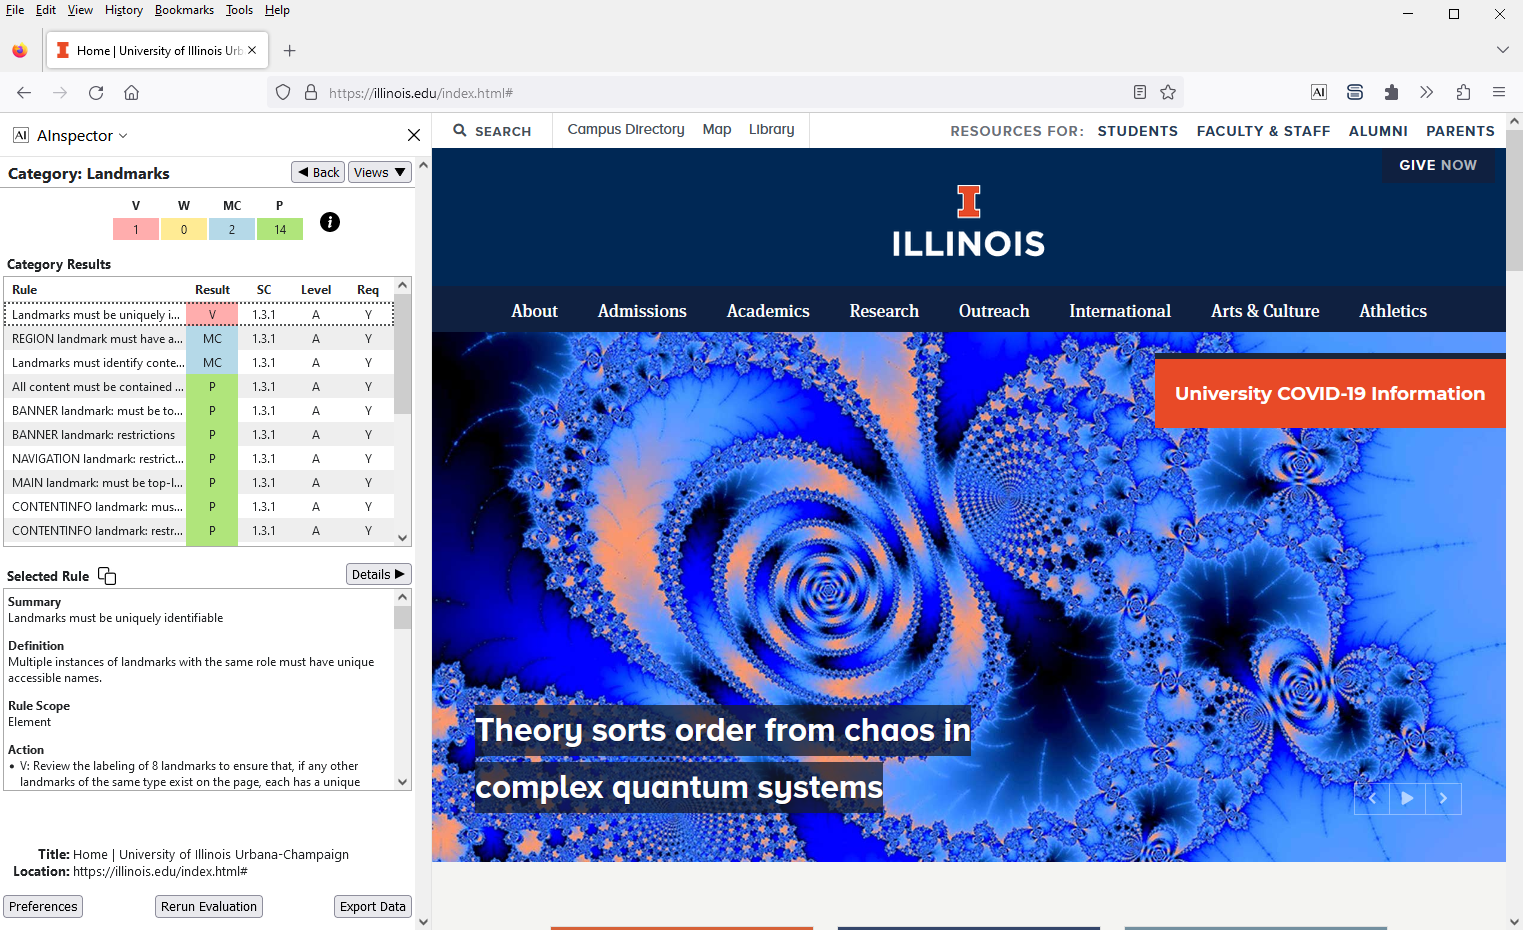 File Edit View History Bookmarks Tools Help
Home | University of Illinois Urb
https://illinois.edu/index.html#
AI
AI AInspector
Category: Landmarks
Back
Views
V W MC P
1 0 2 14
Category Results
Rule Result SC Level Req
Landmarks must be uniquely i... V 1.3.1 A Y
REGION landmark must have a... MC 1.3.1 A Y
Landmarks must identify conte... MC 1.3.1 A Y
All content must be contained ... P 1.3.1 A Y
BANNER landmark: must be to... P 1.3.1 A Y
BANNER landmark: restrictions P 1.3.1 A Y
NAVIGATION landmark: restrict... P 1.3.1 A Y
MAIN landmark: must be top-l... P 1.3.1 A Y
CONTENTINFO landmark: mus... P 1.3.1 A Y
CONTENTINFO landmark: restr... P 1.3.1 A Y
Selected Rule
Details
Summary
Landmarks must be uniquely identifiable
Definition
Multiple instances of landmarks with the same role must have unique
accessible names.
Rule Scope
Element
Action
• V: Review the labeling of 8 landmarks to ensure that, if any other
landmarks of the same type exist on the page, each has a unique
Title: Home | University of Illinois Urbana-Champaign
Location: https://illinois.edu/index.html#
Preferences
Rerun Evaluation
Export Data
SEARCH
Campus Directory Map Library
RESOURCES FOR: STUDENTS FACULTY & STAFF ALUMNI PARENTS
GIVE NOW
I
ILLINOIS
About Admissions Academics Research Outreach International Arts & Culture Athletics
University COVID-19 Information
Theory sorts order from chaos in
complex quantum systems